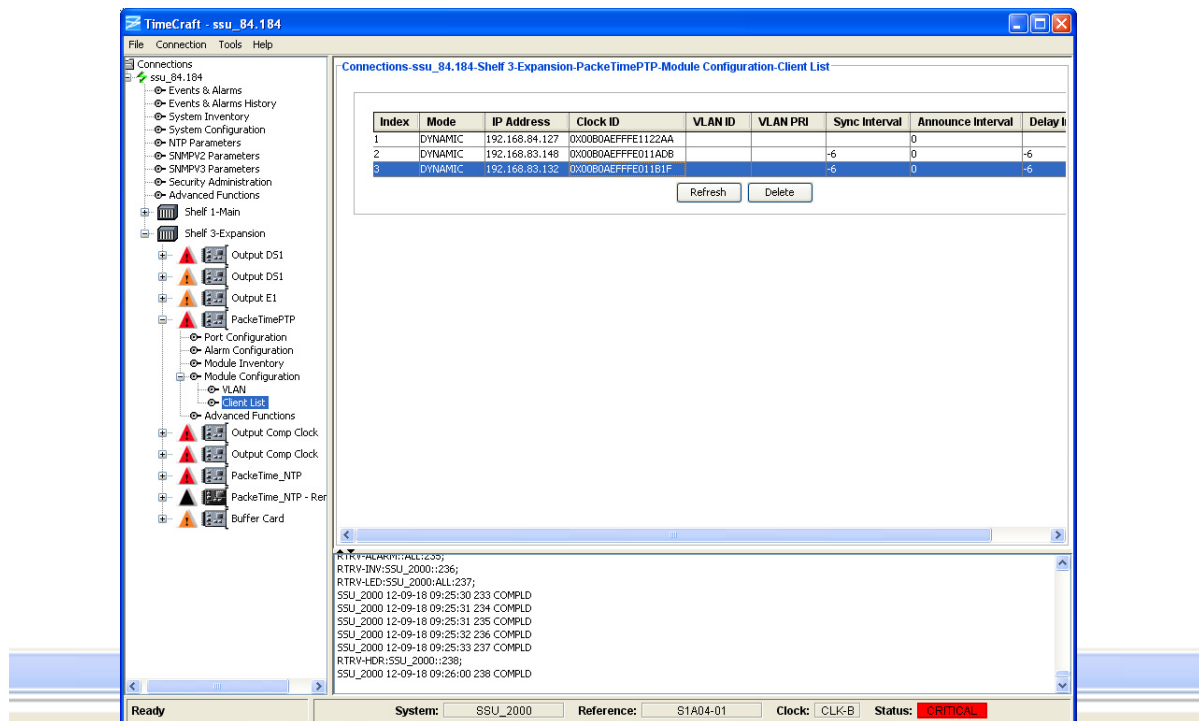 TimeCraft - ssu_84.184
File Connection Tools Help
Connections
ssu_84.184
Events & Alarms
Events & Alarms History
System Inventory
System Configuration
NTP Parameters
SNMPV2 Parameters
SNMPV3 Parameters
Security Administration
Advanced Functions
Shelf 1-Main
Shelf 3-Expansion
Output DS1
Output DS1
Output E1
PackeTimePTP
Port Configuration
Alarm Configuration
Module Inventory
Module Configuration
VLAN
Client List
Advanced Functions
Output Comp Clock
Output Comp Clock
PackeTime_NTP
PackeTime_NTP - Rer
Buffer Card
Connections-ssu_84.184-Shelf 3-Expansion-PackeTimePTP-Module Configuration-Client List
Index Mode IP Address Clock ID VLAN ID VLAN PRI Sync Interval Announce Interval Delay I
1 DYNAMIC 192.168.84.127 0X00B0AEFFFE1122AA 0
2 DYNAMIC 192.168.83.148 0X00B0AEFFFE011ADB -6 0 -6
3 DYNAMIC 192.168.83.132 0X00B0AEFFFE011B1F -6 0 -6
Refresh Delete
RTRV-ALARM::ALL:235;
RTRV-INV:SSU_2000::236;
RTRV-LED:SSU_2000:ALL:237;
SSU_2000 12-09-18 09:25:30 233 COMPLD
SSU_2000 12-09-18 09:25:31 234 COMPLD
SSU_2000 12-09-18 09:25:31 235 COMPLD
SSU_2000 12-09-18 09:25:32 236 COMPLD
SSU_2000 12-09-18 09:25:33 237 COMPLD
RTRV-HDR:SSU_2000::238;
SSU_2000 12-09-18 09:26:00 238 COMPLD
Ready System: SSU_2000 Reference: S1A04-01 Clock: CLK-B Status: CRITICAL